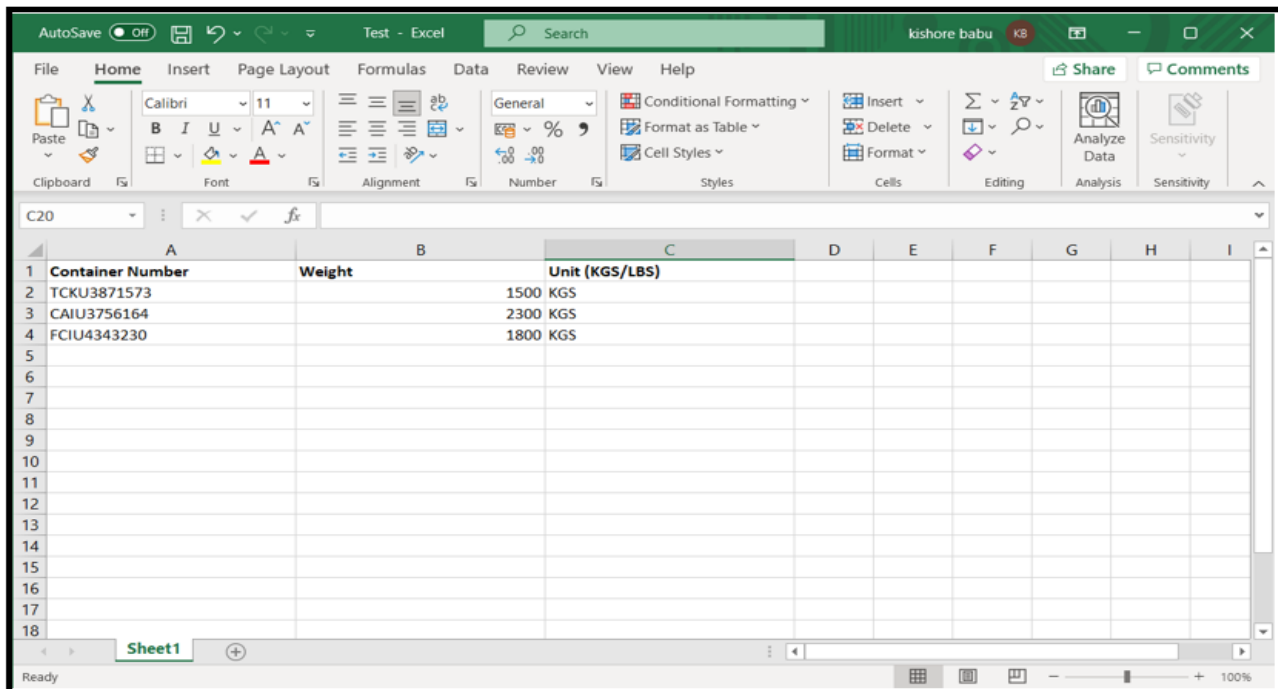 AutoSave Off Test - Excel Search kishore babu KB
File Home Insert Page Layout Formulas Data Review View Help Share Comments
Paste Calibri 11 General Conditional Formatting Insert Analyze Data Sensitivity
B I U A A % Format as Table Delete
A Cell Styles Format
Clipboard Font Alignment Number Styles Cells Editing Analysis Sensitivity
C20 fx
A B C D E F G H I
1 Container Number Weight Unit (KGS/LBS)
2 TCKU3871573 1500 KGS
3 CAIU3756164 2300 KGS
4 FCIU4343230 1800 KGS
5
6
7
8
9
10
11
12
13
14
15
16
17
18
Sheet1
Ready 100%